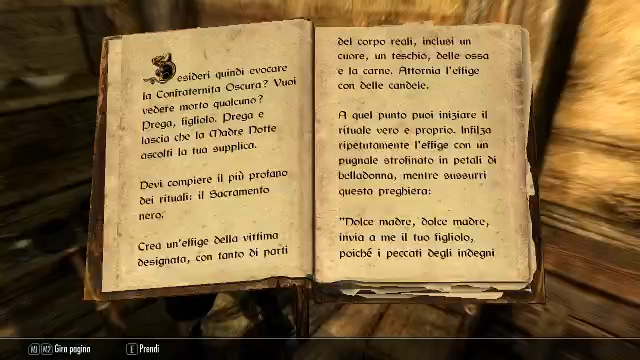 Desideri quindi evocare
la Confraternita Oscura? Vuoi
vedere morto qualcuno?
Prega, figliolo. Prega e
lascia che la Madre Notte
ascolti la tua supplica.
Devi compiere il più profano
dei rituali: il Sacramento
nero.
Crea un'effige della vittima
designata, con tanto di parti
del corpo reali, inclusi un
cuore, un teschio, delle ossa
e la carne. Attornia l'effige
con delle candele.
A quel punto puoi iniziare il
rituale vero e proprio. Infilza
ripetutamente l'effige con un
pugnale strofinato in petali di
belladonna, mentre sussurri
questa preghiera:
"Dolce madre, dolce madre,
invia a me il tuo figliolo,
poiché i peccati degli indegni
M1 M2 Gira pagina
E Prendi